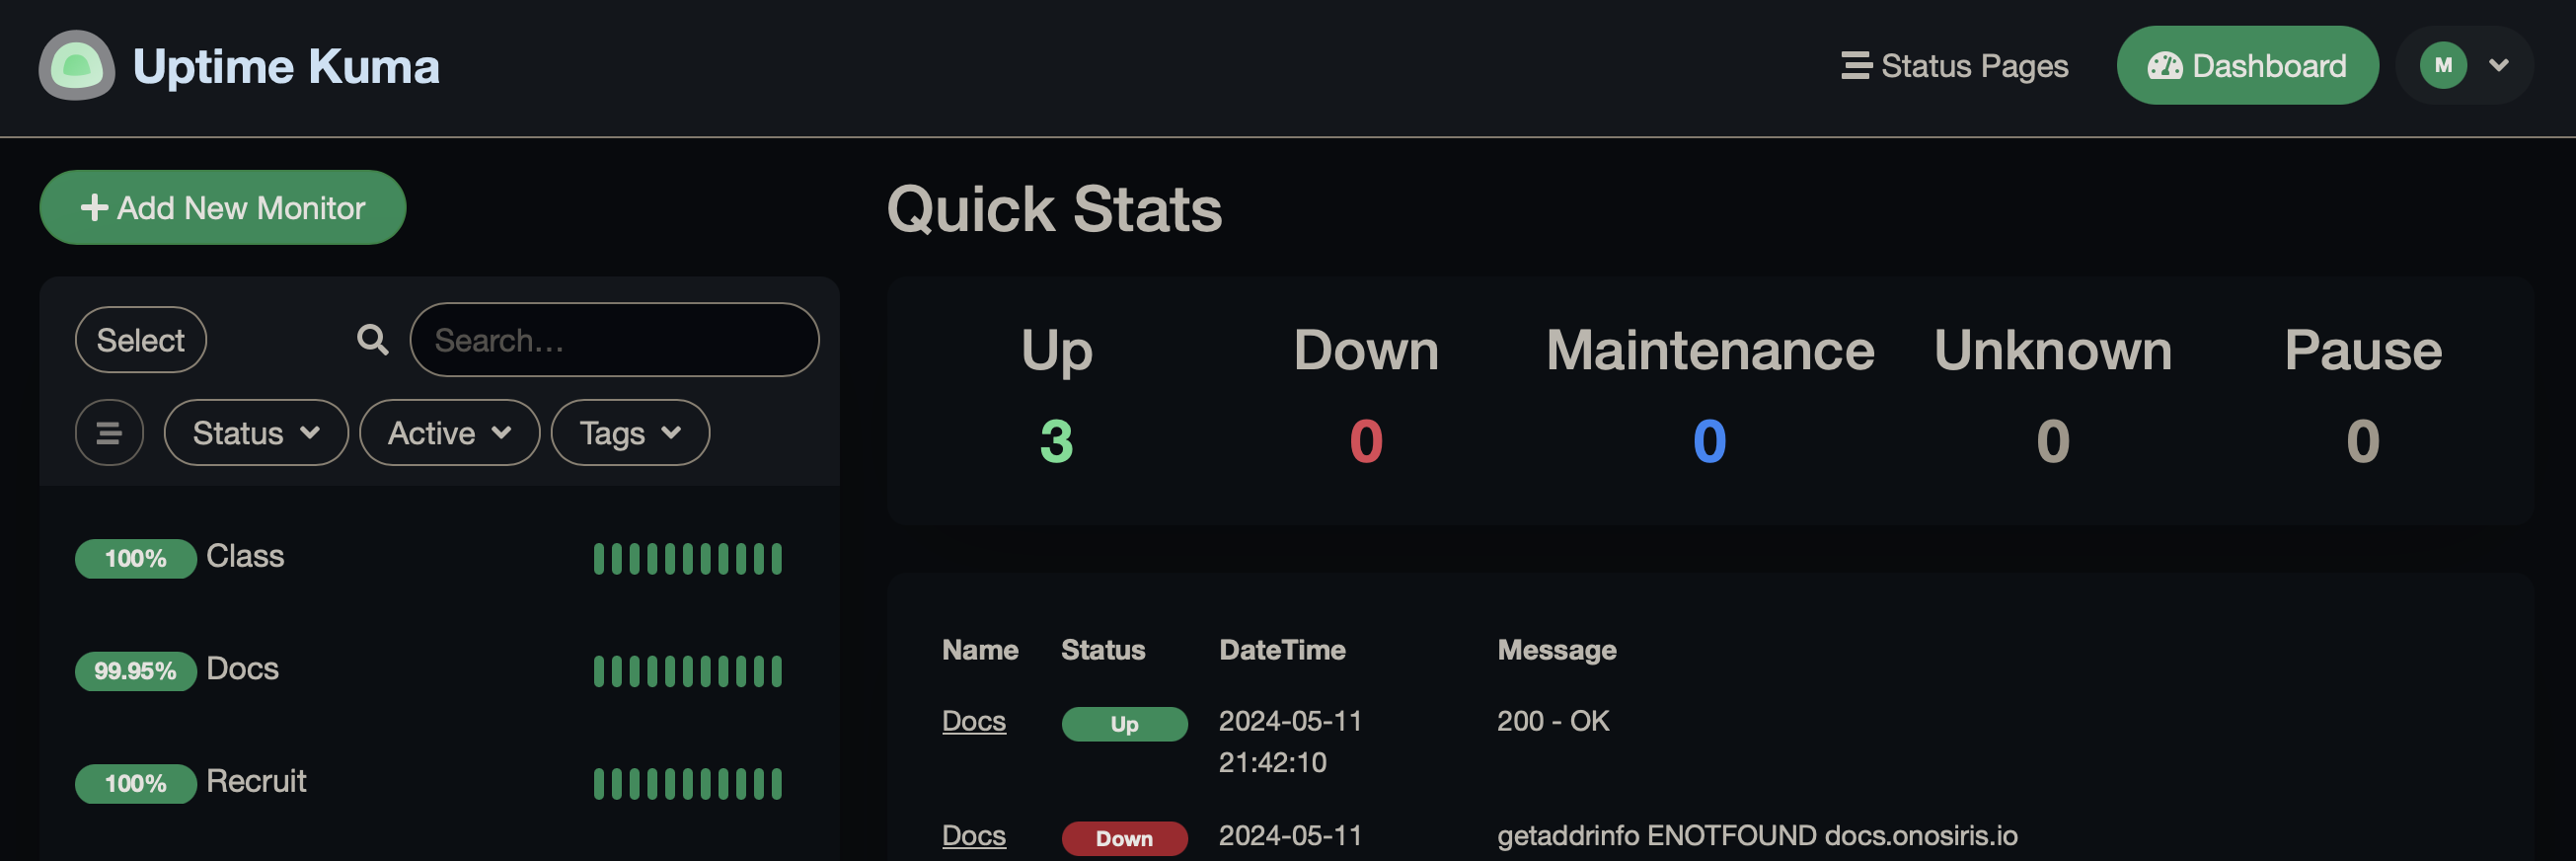 Uptime Kuma
Status Pages
Dashboard
M
Add New Monitor
Quick Stats
Select
Search...
Status
Active
Tags
Up
Down
Maintenance
Unknown
Pause
3
0
0
0
0
100% Class
99.95% Docs
100% Recruit
Name Status DateTime Message
Docs Up 2024-05-11 200 - OK
21:42:10
Docs Down 2024-05-11 getaddrinfo ENOTFOUND docs.onosiris.io